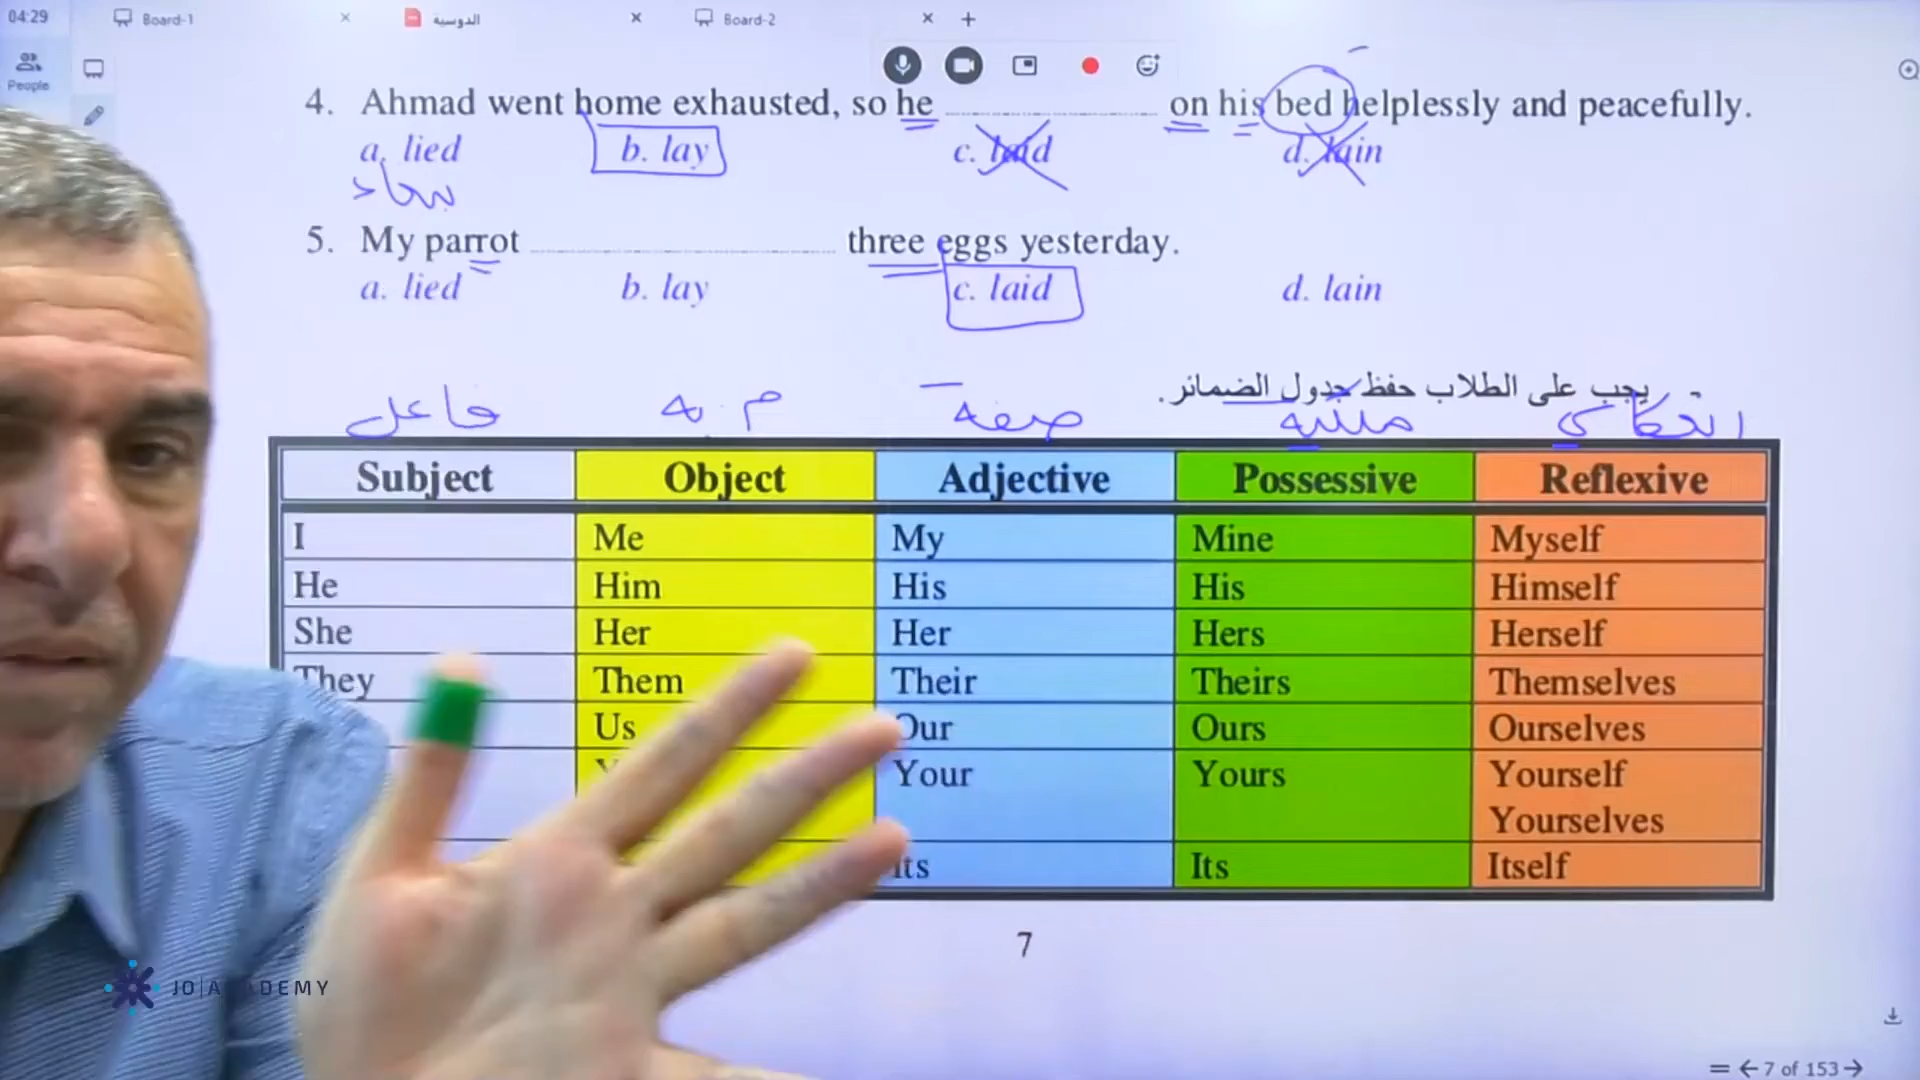 04:29 Board-1 × الدوسية × Board-2 × +
People
4. Ahmad went home exhausted, so he ........................ on his bed helplessly and peacefully.
a. lied b. lay c. laid d. lain
5. My parrot ........................ three eggs yesterday.
a. lied b. lay c. laid d. lain
- يجب على الطلاب حفظ جدول الضمائر.
فاعل م. به صفة ملكية انعكاسي
Subject Object Adjective Possessive Reflexive
I Me My Mine Myself
He Him His His Himself
She Her Her Hers Herself
They Them Their Theirs Themselves
Us Our Ours Ourselves
Your Yours Yourself
Yourselves
Its Its Itself
7
JO|ACADEMY
7 of 153